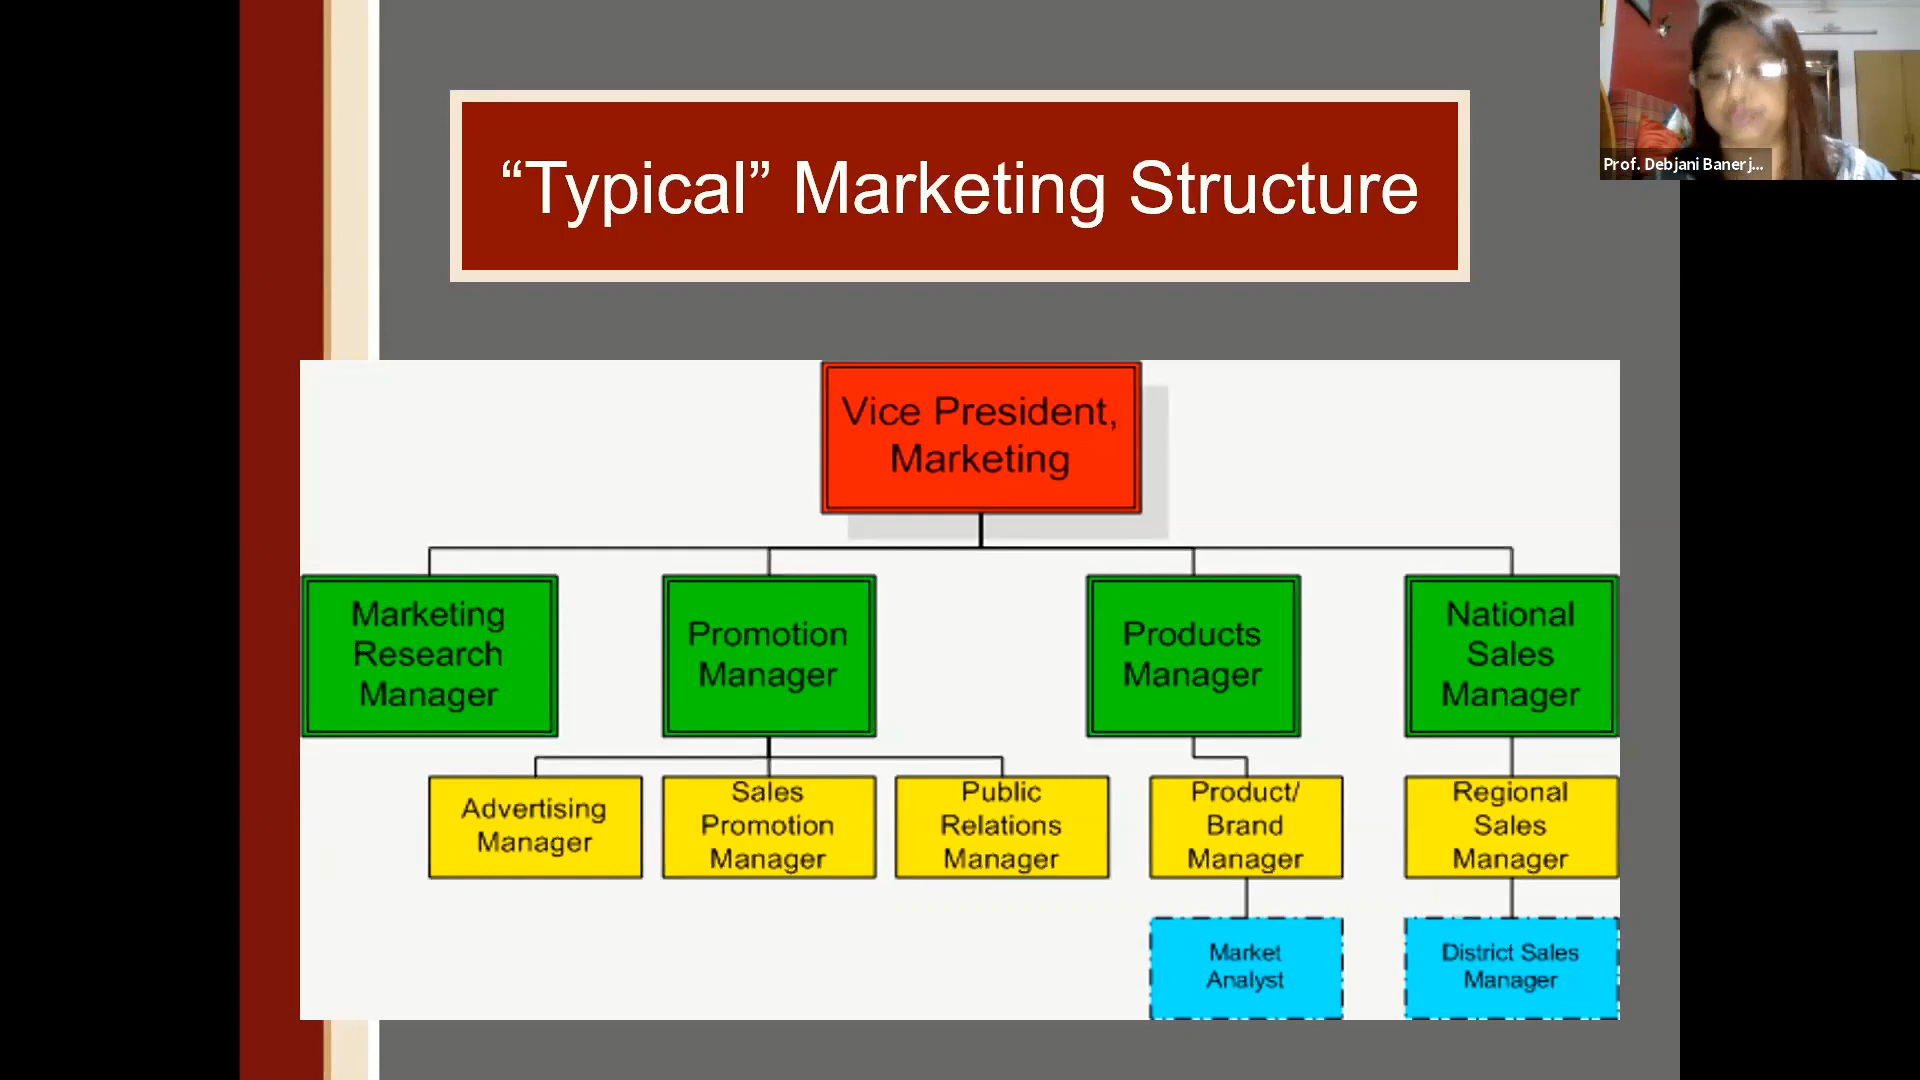 Prof. Debjani Banerj...
“Typical” Marketing Structure
Vice President,
Marketing
Marketing
Research
Manager
Promotion
Manager
Products
Manager
National
Sales
Manager
Advertising
Manager
Sales
Promotion
Manager
Public
Relations
Manager
Product/
Brand
Manager
Regional
Sales
Manager
Market
Analyst
District Sales
Manager